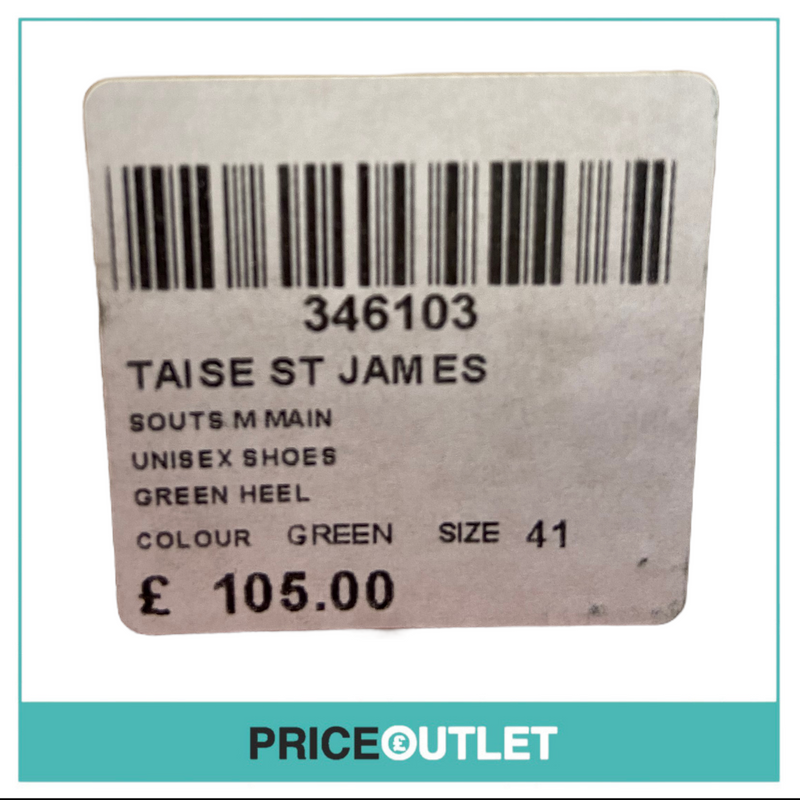 346103
TAISE ST JAMES
SOUTS M MAIN
UNISEX SHOES
GREEN HEEL
COLOUR GREEN SIZE 41
£ 105.00
PRICE£OUTLET